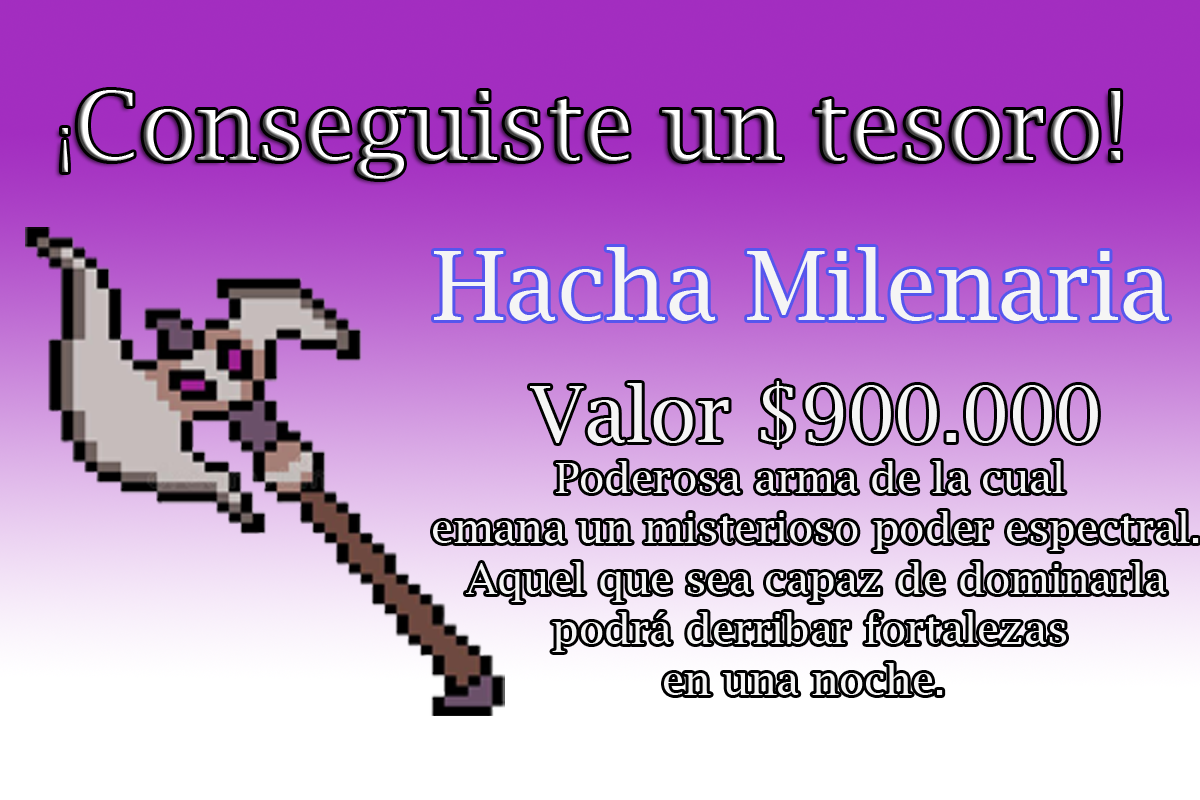 ¡Conseguiste un tesoro!
Hacha Milenaria
Valor $900.000
Poderosa arma de la cual
emana un misterioso poder espectral.
Aquel que sea capaz de dominarla
podrá derribar fortalezas
en una noche.